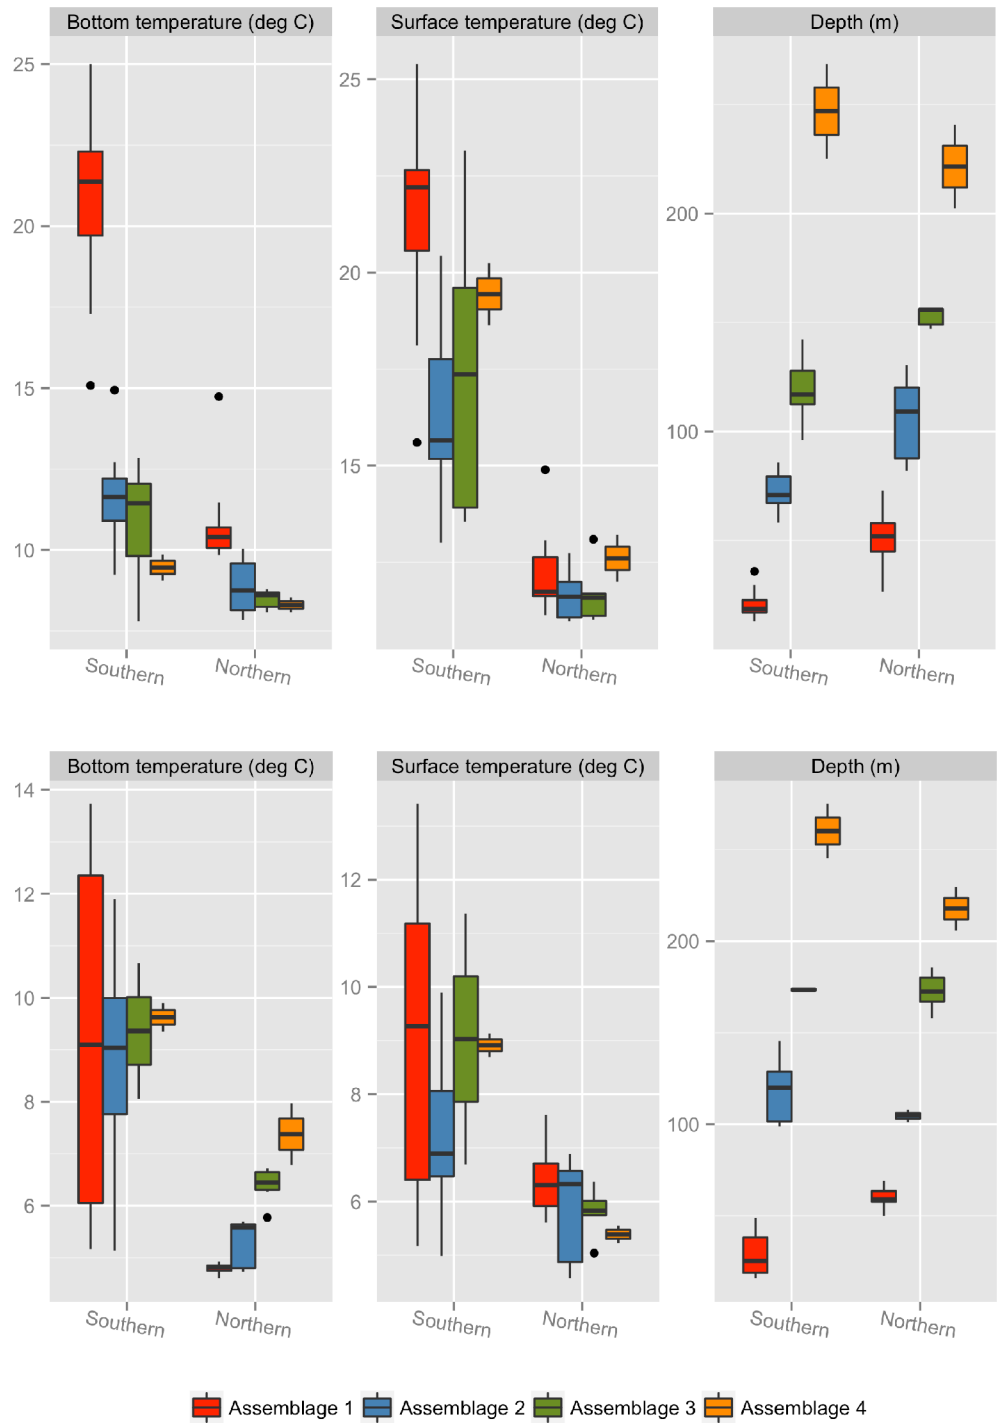 Bottom temperature (deg C)
Surface temperature (deg C)
Depth (m)
25
20
15
10
25
20
15
200
100
Southern
Northern
Southern
Northern
Southern
Northern
Bottom temperature (deg C)
Surface temperature (deg C)
Depth (m)
14
12
10
8
6
12
10
8
6
200
100
Southern
Northern
Southern
Northern
Southern
Northern
Assemblage 1
Assemblage 2
Assemblage 3
Assemblage 4